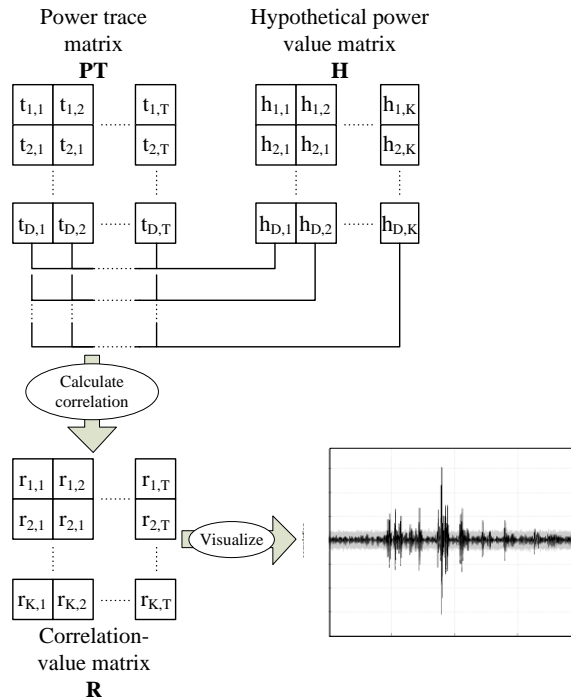 Power trace
matrix
PT
Hypothetical power
value matrix
H
t1,1 t1,2 ........ t1,T
t2,1 t2,1 t2,T
tD,1 tD,2 ........ tD,T
h1,1 h1,2 ........ h1,K
h2,1 h2,1 h2,K
hD,1 hD,2 ........ hD,K
Calculate
correlation
r1,1 r1,2 ........ r1,T
r2,1 r2,1 r2,T
rK,1 rK,2 ........ rK,T
Visualize
Correlation-
value matrix
R